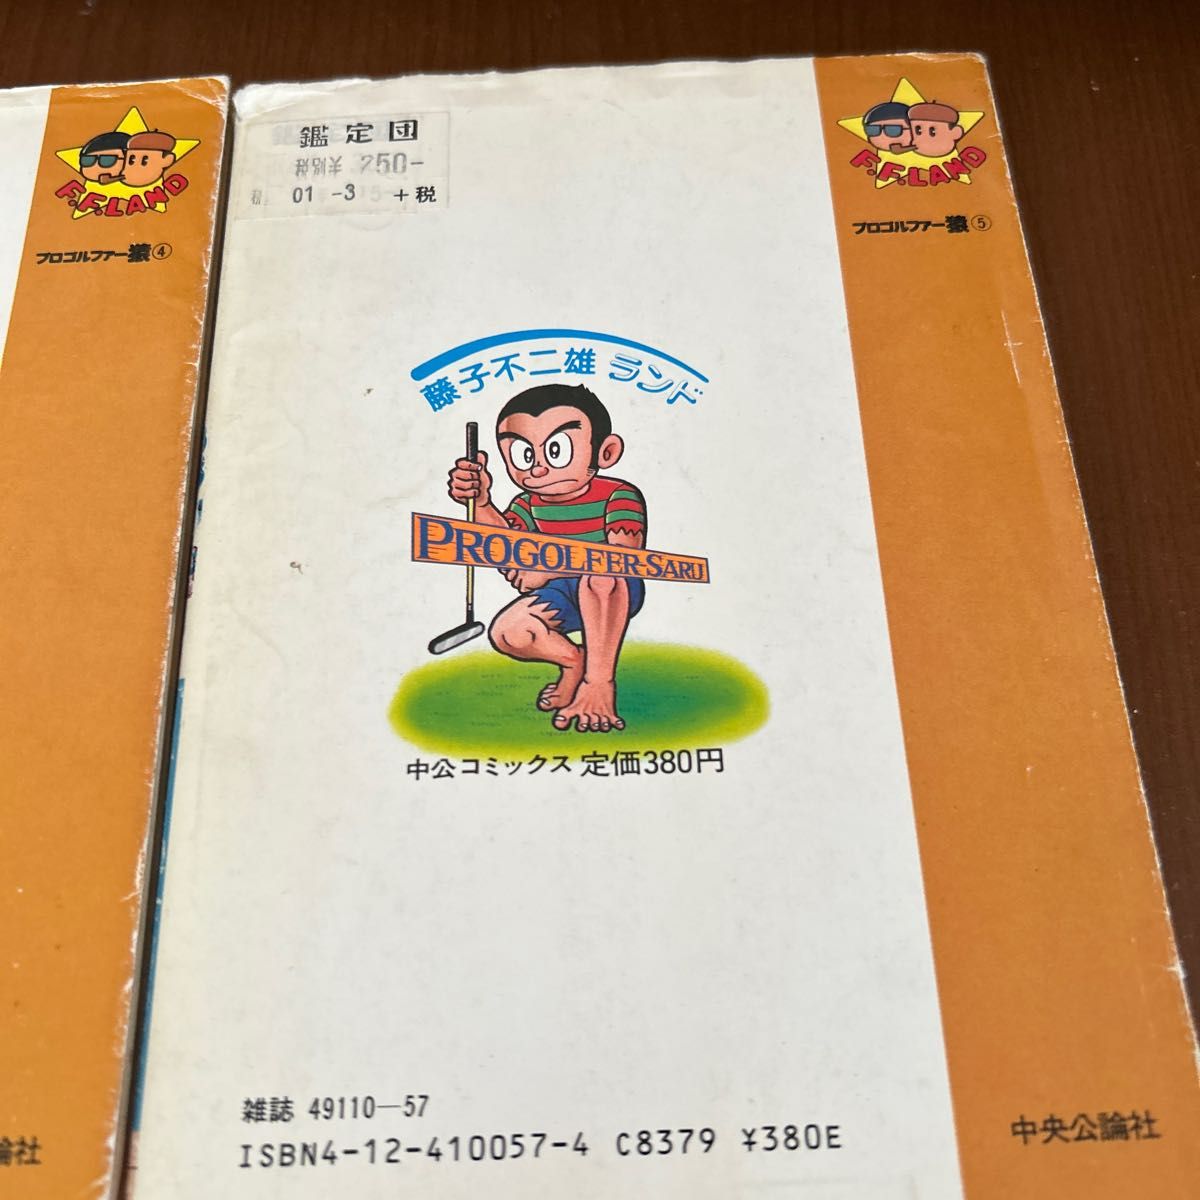 F.F.LAND
プロゴルファー猿④
論社
鑑定団
税別¥ 250-
01 -3 +税
F.F.LAND
プロゴルファー猿⑤
藤子不二雄 ランド
PROGOLFER-SARU
中公コミックス 定価380円
雑誌 49110-57
ISBN4-12-410057-4 C8379 ¥380E
中央公論社